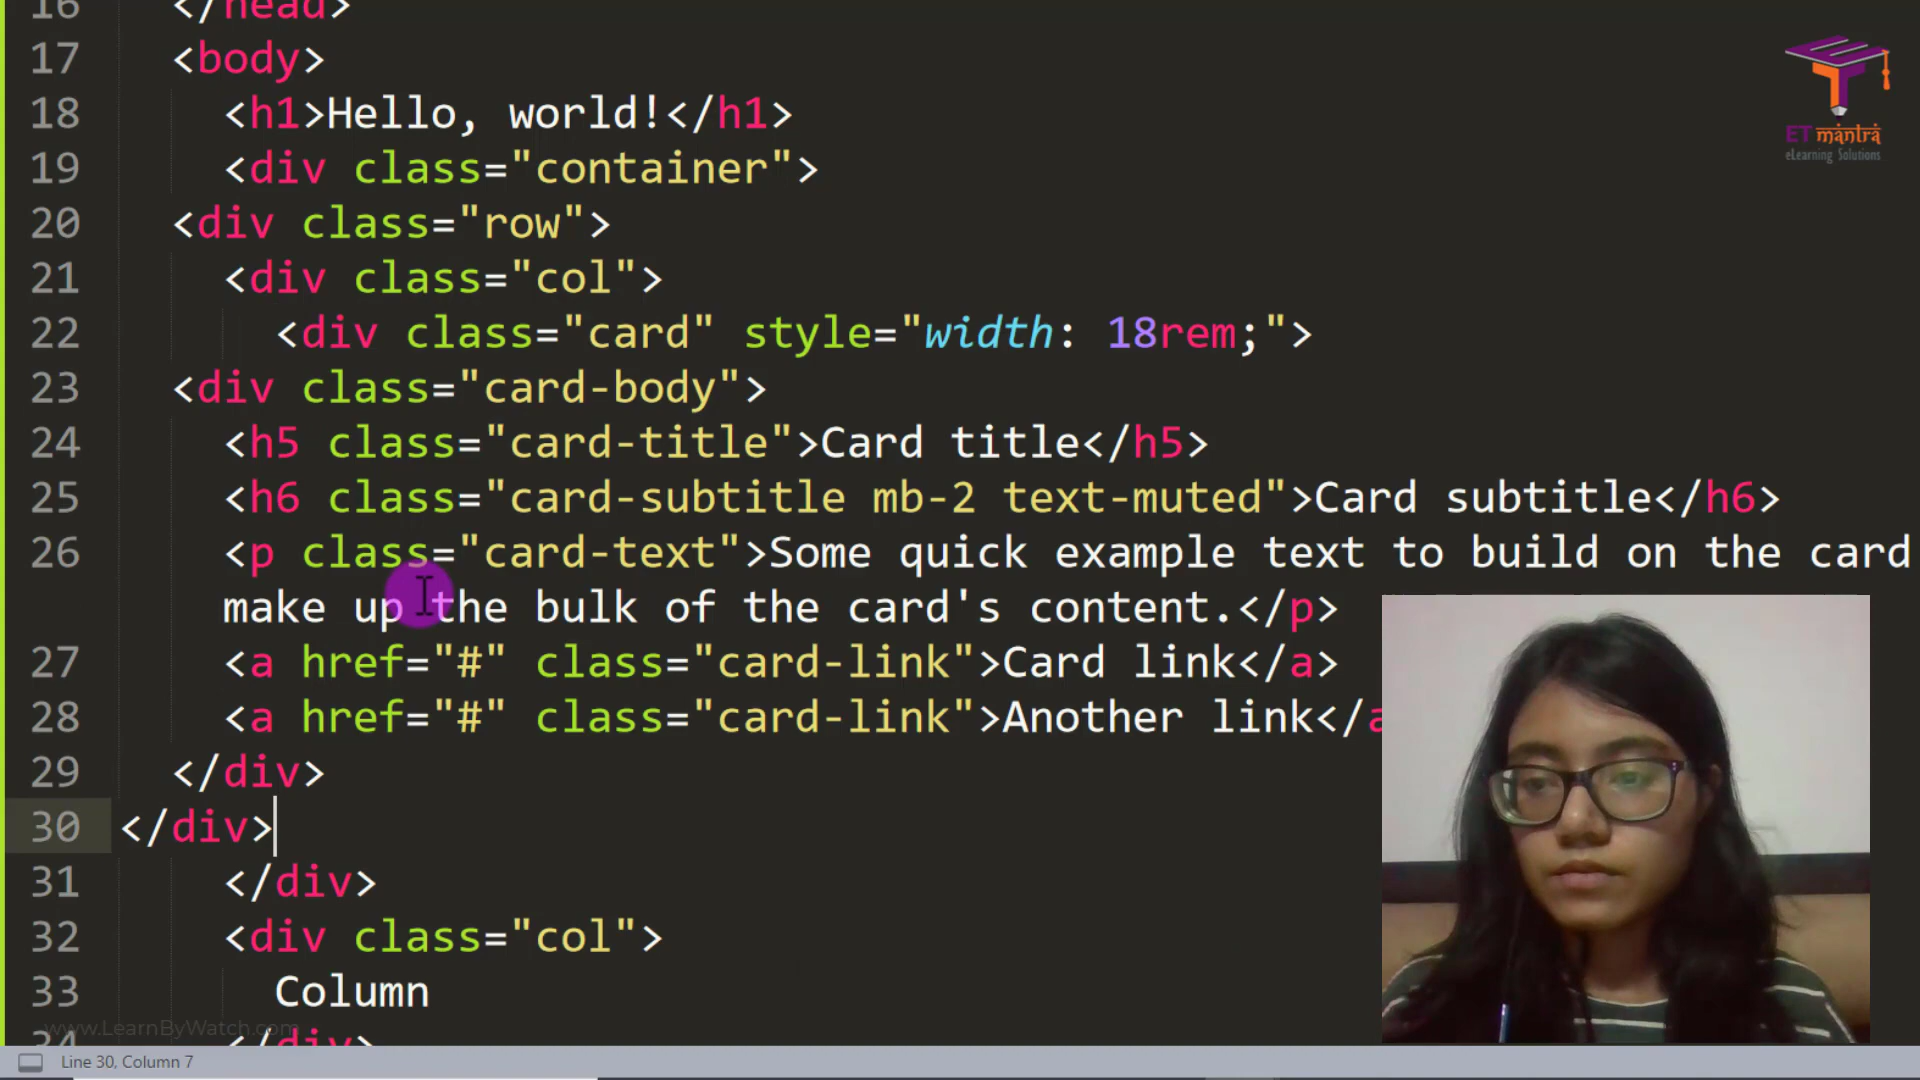 16 </head>
17 <body>
18 <h1>Hello, world!</h1>
19 <div class="container">
20 <div class="row">
21 <div class="col">
22 <div class="card" style="width: 18rem;">
23 <div class="card-body">
24 <h5 class="card-title">Card title</h5>
25 <h6 class="card-subtitle mb-2 text-muted">Card subtitle</h6>
26 <p class="card-text">Some quick example text to build on the card
make up the bulk of the card's content.</p>
27 <a href="#" class="card-link">Card link</a>
28 <a href="#" class="card-link">Another link</a
29 </div>
30 </div>
31 </div>
32 <div class="col">
33 Column
34 </div>
www.LearnByWatch.com
Line 30, Column 7
ET mantra
eLearning Solutions